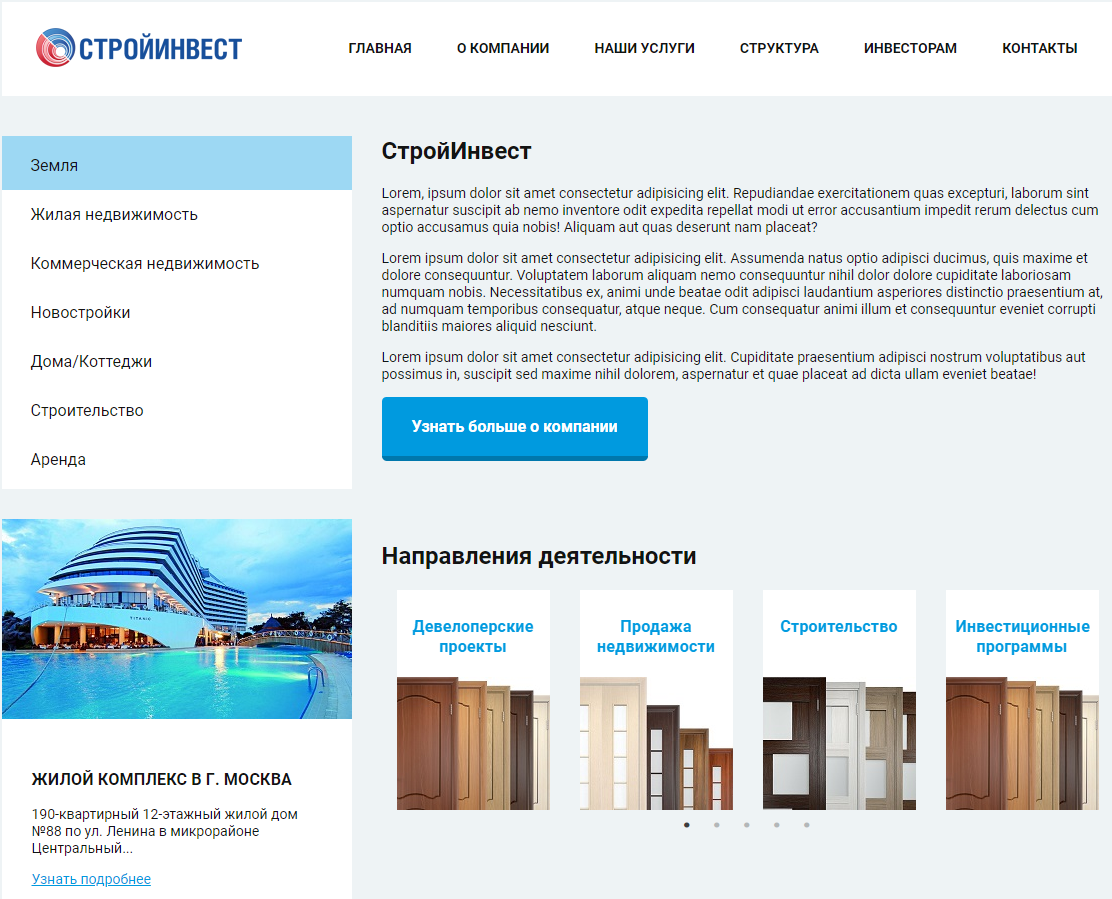 СТРОЙИНВЕСТ
ГЛАВНАЯ
О КОМПАНИИ
НАШИ УСЛУГИ
СТРУКТУРА
ИНВЕСТОРАМ
КОНТАКТЫ
Земля
Жилая недвижимость
Коммерческая недвижимость
Новостройки
Дома/Коттеджи
Строительство
Аренда
TITANIC
ЖИЛОЙ КОМПЛЕКС В Г. МОСКВА
190-квартирный 12-этажный жилой дом
№88 по ул. Ленина в микрорайоне
Центральный...
Узнать подробнее
СтройИнвест
Lorem, ipsum dolor sit amet consectetur adipisicing elit. Repudiandae exercitationem quas excepturi, laborum sint
aspernatur suscipit ab nemo inventore odit expedita repellat modi ut error accusantium impedit rerum delectus cum
optio accusamus quia nobis! Aliquam aut quas deserunt nam placeat?
Lorem ipsum dolor sit amet consectetur adipisicing elit. Assumenda natus optio adipisci ducimus, quis maxime et
dolore consequuntur. Voluptatem laborum aliquam nemo consequuntur nihil dolor dolore cupiditate laboriosam
numquam nobis. Necessitatibus ex, animi unde beatae odit adipisci laudantium asperiores distinctio praesentium at,
ad numquam temporibus consequatur, atque neque. Cum consequatur animi illum et consequuntur eveniet corrupti
blanditiis maiores aliquid nesciunt.
Lorem ipsum dolor sit amet consectetur adipisicing elit. Cupiditate praesentium adipisci nostrum voluptatibus aut
possimus in, suscipit sed maxime nihil dolorem, aspernatur et quae placeat ad dicta ullam eveniet beatae!
Узнать больше о компании
Направления деятельности
Девелоперские
проекты
Продажа
недвижимости
Строительство
Инвестиционные
программы